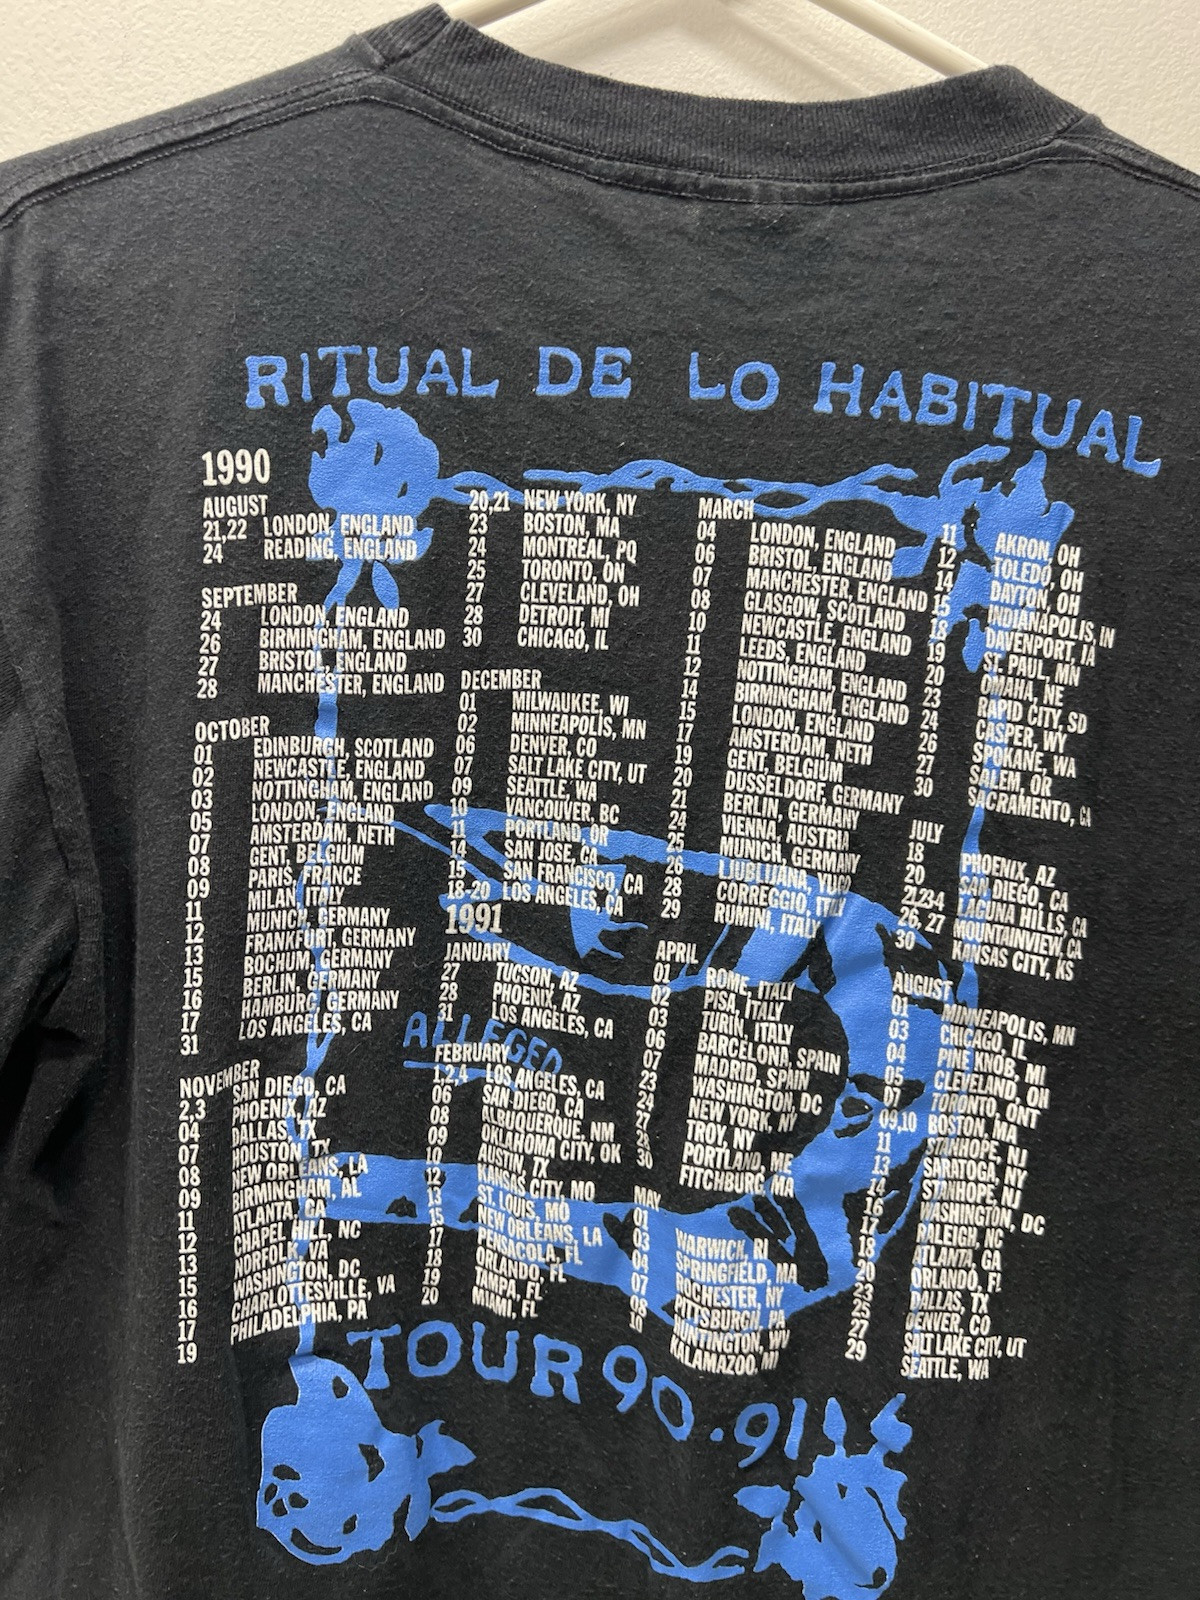 RITUAL DE LO HABITUAL
1990
AUGUST
21,22 LONDON, ENGLAND
24 READING, ENGLAND
SEPTEMBER
24 LONDON, ENGLAND
26 BIRMINGHAM, ENGLAND
27 BRISTOL, ENGLAND
28 MANCHESTER, ENGLAND
OCTOBER
01 EDINBURGH, SCOTLAND
02 NEWCASTLE, ENGLAND
03 NOTTINGHAM, ENGLAND
05 LONDON, ENGLAND
07 AMSTERDAM, NETH
08 GENT, BELGIUM
09 PARIS, FRANCE
11 MILAN, ITALY
12 MUNICH, GERMANY
13 FRANKFURT, GERMANY
15 BOCHUM, GERMANY
16 BERLIN, GERMANY
17 HAMBURG, GERMANY
31 LOS ANGELES, CA
NOVEMBER
2,3 SAN DIEGO, CA
04 PHOENIX, AZ
07 DALLAS, TX
08 HOUSTON, TX
09 NEW ORLEANS, LA
11 BIRMINGHAM, AL
12 ATLANTA, GA
13 CHAPEL HILL, NC
15 NORFOLK, VA
16 WASHINGTON, DC
17 CHARLOTTESVILLE, VA
19 PHILADELPHIA, PA
20,21 NEW YORK, NY
23 BOSTON, MA
24 MONTREAL, PQ
25 TORONTO, ON
27 CLEVELAND, OH
28 DETROIT, MI
30 CHICAGO, IL
DECEMBER
01 MILWAUKEE, WI
02 MINNEAPOLIS, MN
06 DENVER, CO
07 SALT LAKE CITY, UT
09 SEATTLE, WA
10 VANCOUVER, BC
11 PORTLAND, OR
14 SAN JOSE, CA
15 SAN FRANCISCO, CA
18-20 LOS ANGELES, CA
1991
JANUARY
27 TUCSON, AZ
28 PHOENIX, AZ
31 LOS ANGELES, CA
ALLEGED
FEBRUARY
1,2,4 LOS ANGELES, CA
06 SAN DIEGO, CA
08 ALBUQUERQUE, NM
09 OKLAHOMA CITY, OK
10 AUSTIN, TX
12 KANSAS CITY, MO
13 ST. LOUIS, MO
15 NEW ORLEANS, LA
17 PENSACOLA, FL
18 ORLANDO, FL
19 TAMPA, FL
20 MIAMI, FL
MARCH
04 LONDON, ENGLAND
06 BRISTOL, ENGLAND
07 MANCHESTER, ENGLAND
08 GLASGOW, SCOTLAND
10 NEWCASTLE, ENGLAND
11 LEEDS, ENGLAND
12 NOTTINGHAM, ENGLAND
14 BIRMINGHAM, ENGLAND
15 LONDON, ENGLAND
17 AMSTERDAM, NETH
19 GENT, BELGIUM
20 DUSSELDORF, GERMANY
21 BERLIN, GERMANY
24 VIENNA, AUSTRIA
25 MUNICH, GERMANY
26 LJUBLIJANA, YUGO
28 CORREGGIO, ITALY
29 RUMINI, ITALY
APRIL
01 ROME, ITALY
02 PISA, ITALY
03 TURIN, ITALY
06 BARCELONA, SPAIN
07 MADRID, SPAIN
23 WASHINGTON, DC
24 NEW YORK, NY
27 TROY, NY
28 PORTLAND, ME
30 FITCHBURG, MA
MAY
01 WARWICK, RI
03 SPRINGFIELD, MA
04 ROCHESTER, NY
07 PITTSBURGH, PA
08 HUNTINGTON, WV
10 KALAMAZOO, MI
11 AKRON, OH
12 TOLEDO, OH
14 DAYTON, OH
15 INDIANAPOLIS, IN
18 DAVENPORT, IA
19 ST. PAUL, MN
20 OMAHA, NE
23 RAPID CITY, SD
24 CASPER, WY
26 SPOKANE, WA
27 SALEM, OR
30 SACRAMENTO, CA
JULY
18 PHOENIX, AZ
20 SAN DIEGO, CA
21,23,4 LAGUNA HILLS, CA
26, 27 MOUNTAINVIEW, CA
30 KANSAS CITY, KS
AUGUST
01 MINNEAPOLIS, MN
03 CHICAGO, IL
04 PINE KNOB, MI
05 CLEVELAND, OH
07 TORONTO, ONT
09,10 BOSTON, MA
11 STANHOPE, NJ
13 SARATOGA, NY
14 STANHOPE, NJ
16 WASHINGTON, DC
17 RALEIGH, NC
18 ATLANTA, GA
20 ORLANDO, FL
23 DALLAS, TX
25 DENVER, CO
27 SALT LAKE CITY, UT
29 SEATTLE, WA
TOUR 90.91